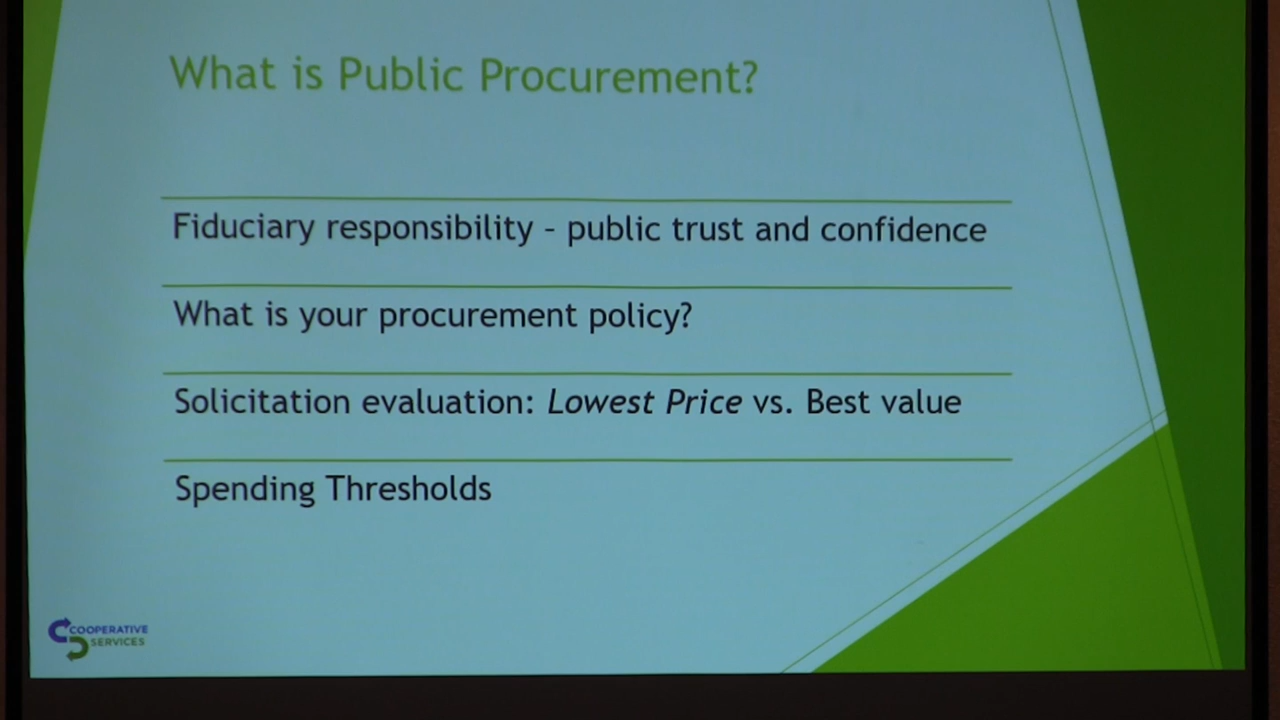 What is Public Procurement?
Fiduciary responsibility – public trust and confidence
What is your procurement policy?
Solicitation evaluation: Lowest Price vs. Best value
Spending Thresholds
COOPERATIVE
SERVICES